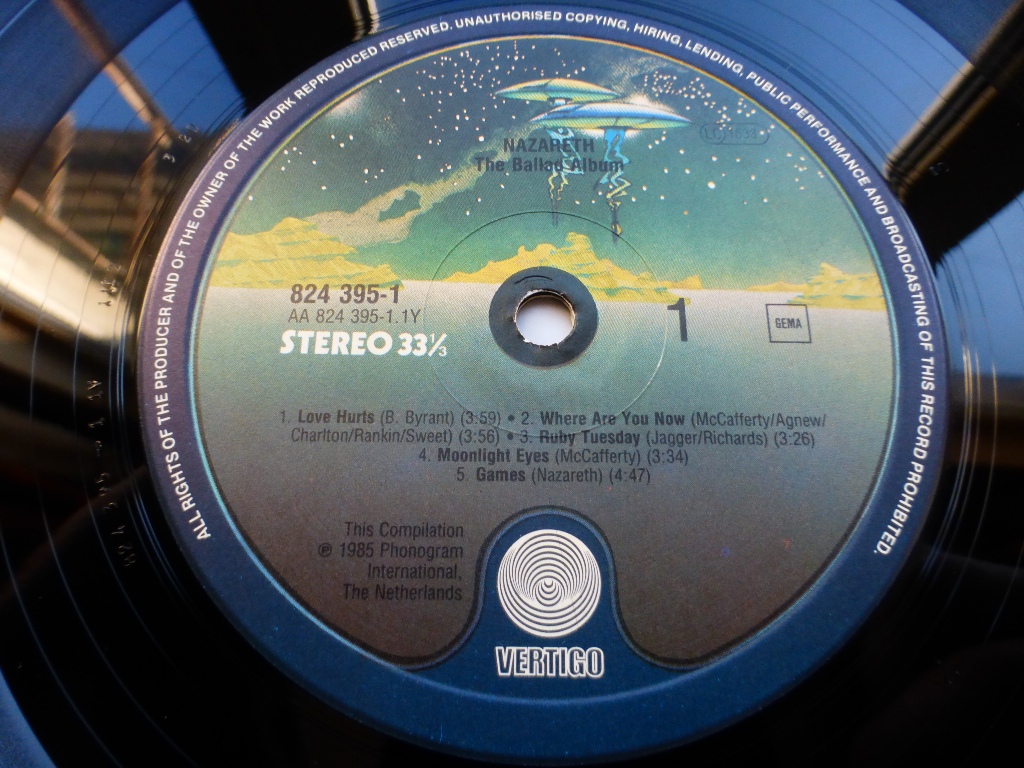 ALL RIGHTS OF THE PRODUCER AND OF THE OWNER OF THE WORK REPRODUCED RESERVED. UNAUTHORISED COPYING, HIRING, LENDING, PUBLIC PERFORMANCE AND BROADCASTING OF THIS RECORD PROHIBITED.
NAZARETH
The Ballad Album
824 395-1
AA 824 395-1.1Y
STEREO 33⅓
1
GEMA
1. Love Hurts (B. Byrant) (3:59) • 2. Where Are You Now (McCafferty/Agnew/
Charlton/Rankin/Sweet) (3:56) • 3. Ruby Tuesday (Jagger/Richards) (3:26)
4. Moonlight Eyes (McCafferty) (3:34)
5. Games (Nazareth) (4:47)
This Compilation
℗ 1985 Phonogram
International,
The Netherlands
VERTIGO